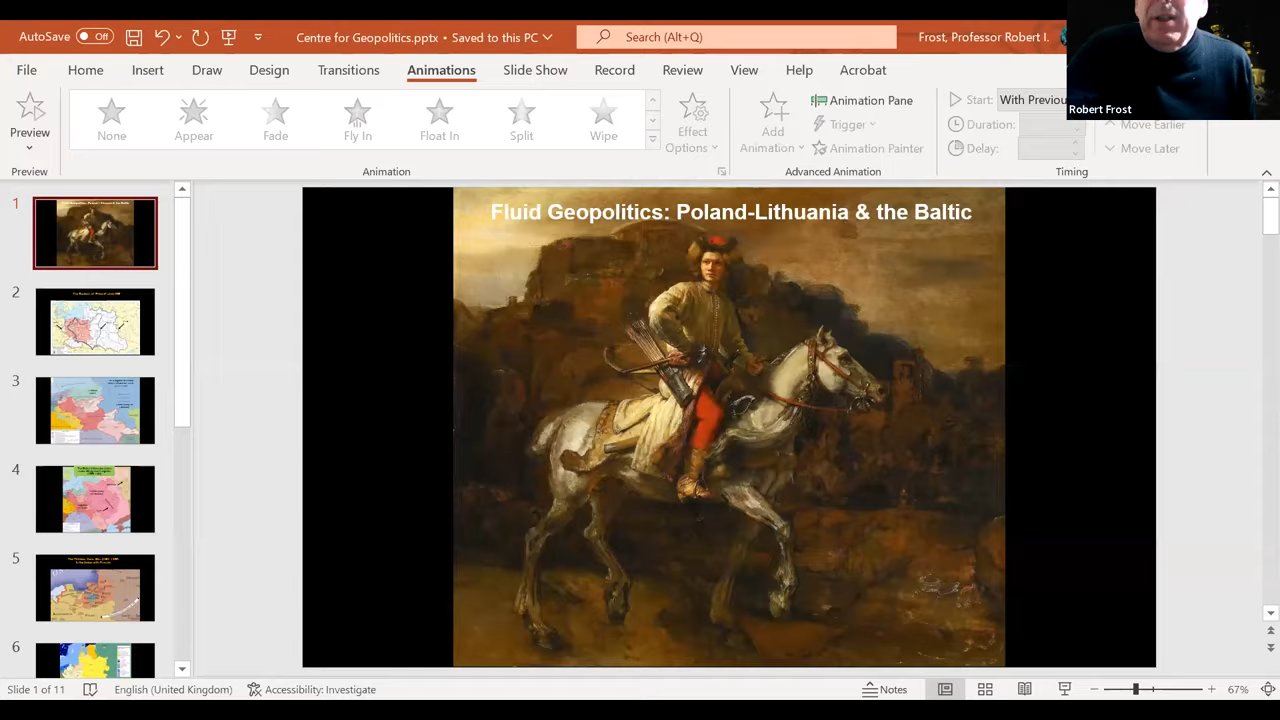 AutoSave Off
Centre for Geopolitics.pptx • Saved to this PC
Search (Alt+Q)
Frost, Professor Robert I.
File Home Insert Draw Design Transitions Animations Slide Show Record Review View Help Acrobat
Robert Frost
Preview
None Appear Fade Fly In Float In Split Wipe
Effect Options
Add Animation
Animation Pane
Trigger
Animation Painter
Start: With Previou
Duration:
Delay:
Move Earlier
Move Later
Preview Animation Advanced Animation Timing
1
2
3
4
5
6
Fluid Geopolitics: Poland-Lithuania & the Baltic
Slide 1 of 11 English (United Kingdom) Accessibility: Investigate Notes 67%